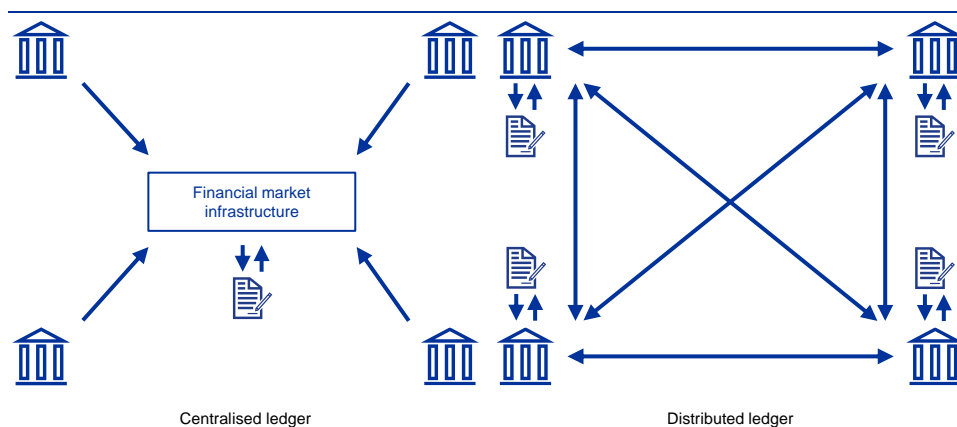 Financial market
infrastructure
Centralised ledger
Distributed ledger